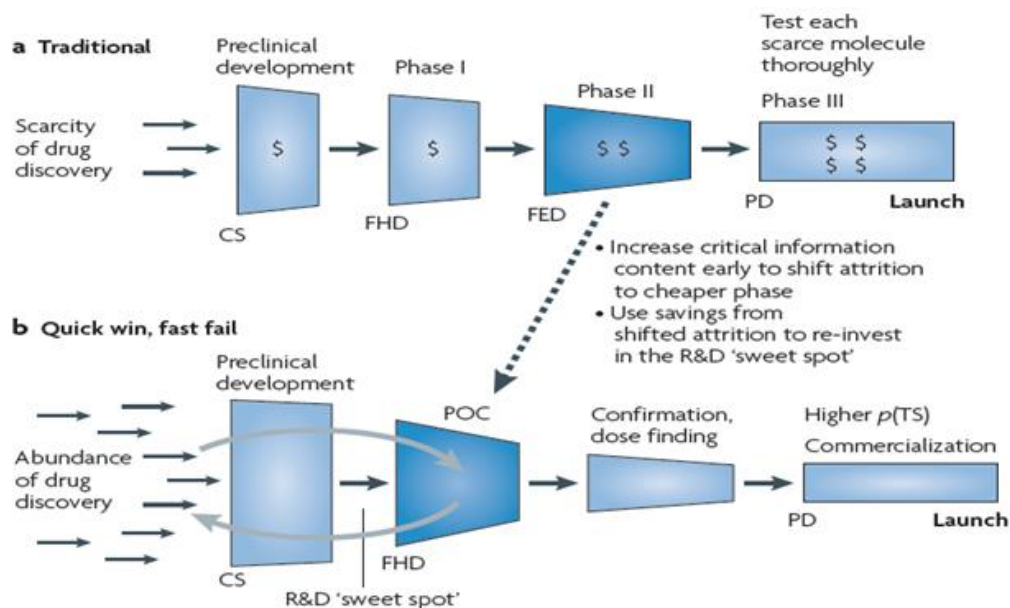 a Traditional
Preclinical
development
Phase I
Phase II
Test each
scarce molecule
thoroughly
Phase III
Scarcity
of drug
discovery
$
$
$ $
$ $
$ $
CS
FHD
FED
PD
Launch
• Increase critical information
content early to shift attrition
to cheaper phase
• Use savings from
shifted attrition to re-invest
in the R&D ‘sweet spot’
b Quick win, fast fail
Preclinical
development
POC
Confirmation,
dose finding
Higher p(TS)
Commercialization
Abundance
of drug
discovery
CS
FHD
PD
Launch
R&D ‘sweet spot’